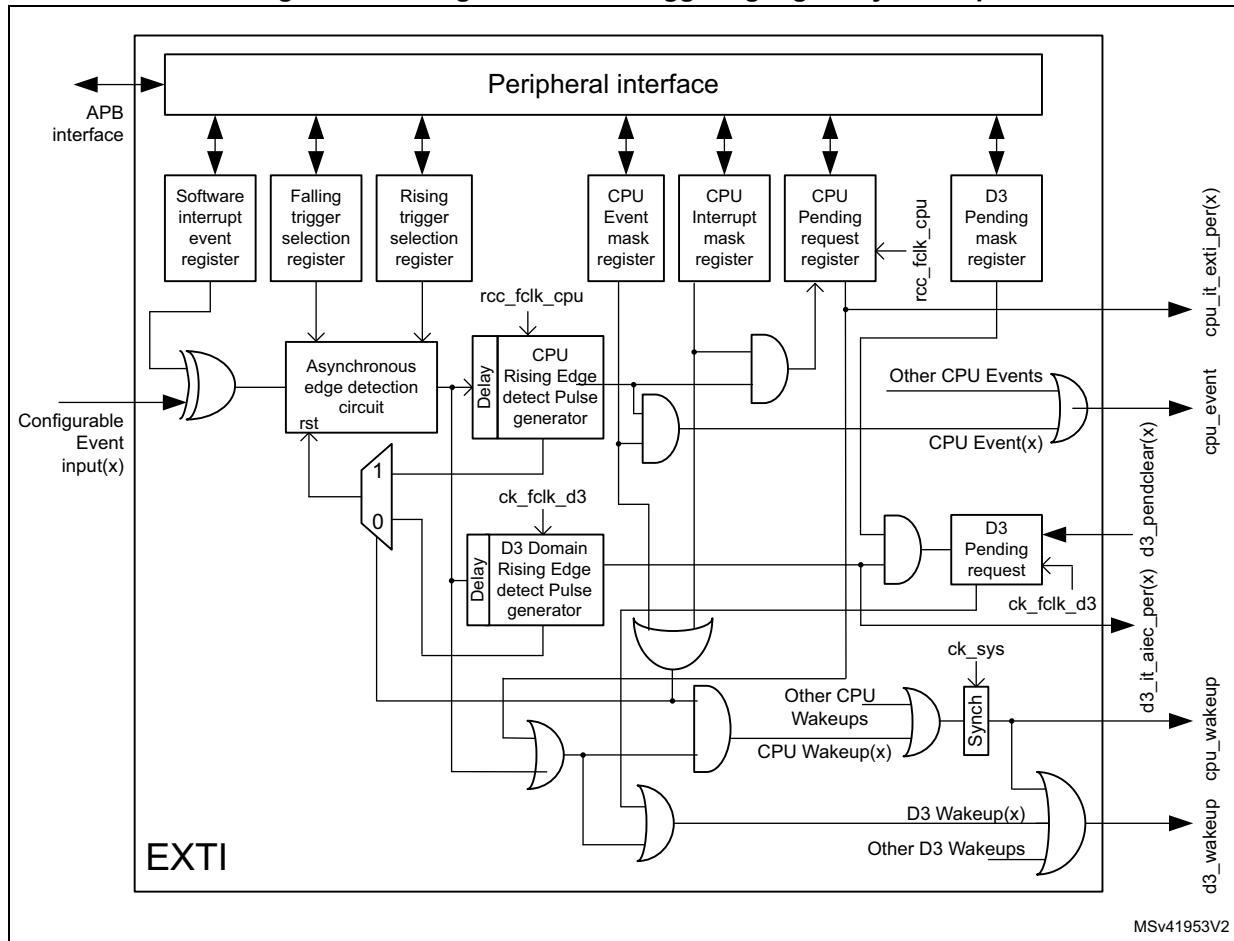 Peripheral interface
APB
interface
Software
interrupt
event
register
Falling
trigger
selection
register
Rising
trigger
selection
register
CPU
Event
mask
register
CPU
Interrupt
mask
register
CPU
Pending
request
register
D3
Pending
mask
register
rcc_fclk_cpu
cpu_it_exti_per(x)
rcc_fclk_cpu
Asynchronous
edge detection
circuit
rst
Delay
CPU
Rising Edge
detect Pulse
generator
Other CPU Events
CPU Event(x)
cpu_event
Configurable
Event
input(x)
1
0
ck_fclk_d3
Delay
D3 Domain
Rising Edge
detect Pulse
generator
D3
Pending
request
d3_pendclear(x)
ck_fclk_d3
d3_it_aiec_per(x)
ck_sys
Other CPU
Wakeups
CPU Wakeup(x)
Synch
cpu_wakeup
D3 Wakeup(x)
Other D3 Wakeups
d3_wakeup
EXTI
MSv41953V2